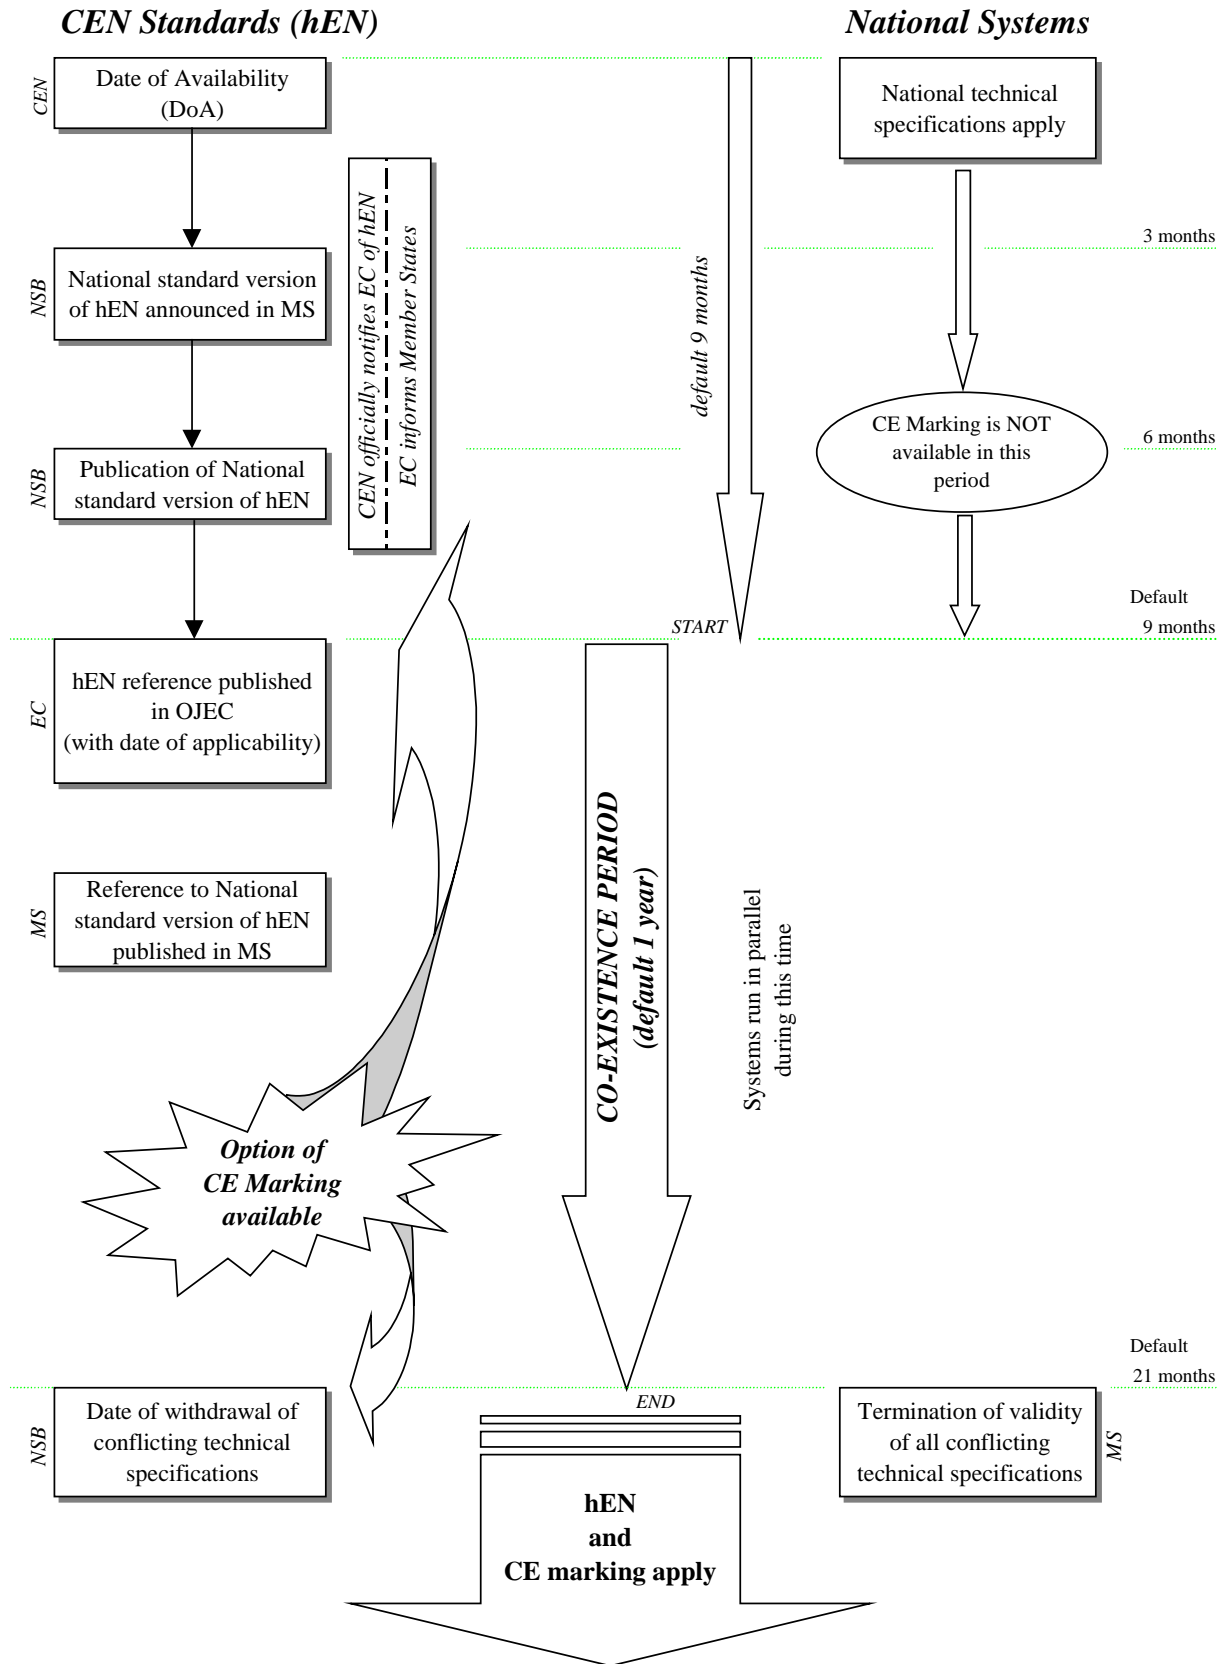 CEN Standards (hEN)
National Systems
CEN
Date of Availability
(DoA)
National technical
specifications apply
3 months
NSB
National standard version
of hEN announced in MS
CEN officially notifies EC of hEN
EC informs Member States
default 9 months
CE Marking is NOT
available in this
period
6 months
NSB
Publication of National
standard version of hEN
Default
9 months
START
EC
hEN reference published
in OJEC
(with date of applicability)
MS
Reference to National
standard version of hEN
published in MS
CO-EXISTENCE PERIOD
(default 1 year)
Systems run in parallel
during this time
Option of
CE Marking
available
Default
21 months
END
NSB
Date of withdrawal of
conflicting technical
specifications
Termination of validity
of all conflicting
technical specifications
MS
hEN
and
CE marking apply